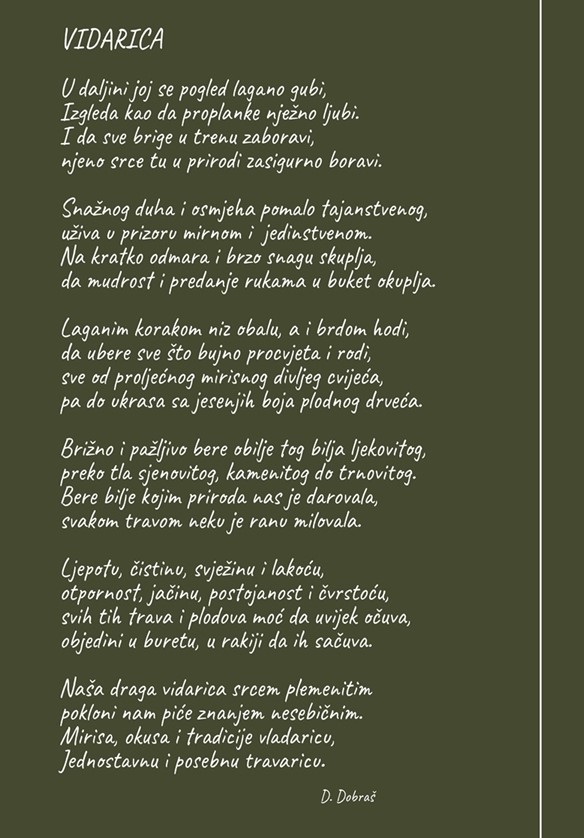 VIDARICA
U daljini joj se pogled lagano gubi,
Izgleda kao da proplanke nježno ljubi.
I da sve brige u trenu zaboravi,
njeno srce tu u prirodi zasigurno boravi.
Snažnog duha i osmjeha pomalo tajanstvenog,
uživa u prizoru mirnom i jedinstvenom.
Na kratko odmara i brzo snagu skuplja,
da mudrost i predanje rukama u buket okuplja.
Laganim korakom niz obalu, a i brdom hodi,
da ubere sve što bujno procvjeta i rodi,
sve od proljećnog mirisnog divljeg cvijeća,
pa do ukrasa sa jesenjih boja plodnog drveća.
Brižno i pažljivo bere obilje tog bilja ljekovitog,
preko tla sjenovitog, kamenitog do trnovitog.
Bere bilje kojim priroda nas je darovala,
svakom travom neku je ranu milovala.
Ljepotu, čistinu, svježinu i lakoću,
otpornost, jačinu, postojanost i čvrstoću,
svih tih trava i plodova moć da uvijek očuva,
objedini u buretu, u rakiji da ih sačuva.
Naša draga vidarica srcem plemenitim
pokloni nam piće znanjem nesebičnim.
Mirisa, okusa i tradicije vladaricu,
Jednostavnu i posebnu travaricu.
D. Dobraš